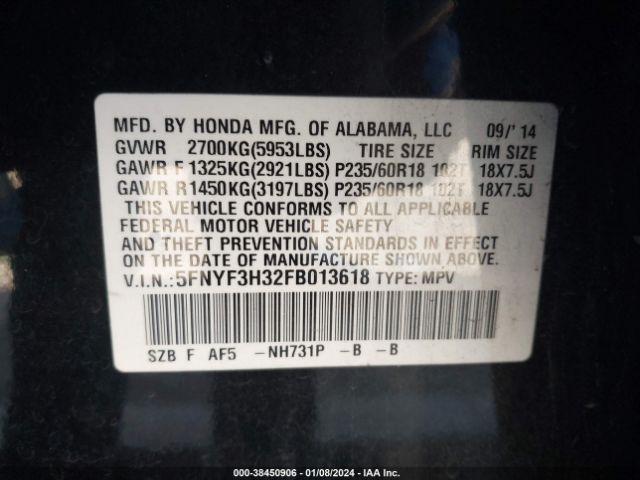 MFD. BY HONDA MFG. OF ALABAMA, LLC 09/'14
GVWR 2700KG(5953LBS) TIRE SIZE RIM SIZE
GAWR F 1325KG(2921LBS) P235/60R18 102T 18X7.5J
GAWR R 1450KG(3197LBS) P235/60R18 102T 18X7.5J
THIS VEHICLE CONFORMS TO ALL APPLICABLE
FEDERAL MOTOR VEHICLE SAFETY
AND THEFT PREVENTION STANDARDS IN EFFECT
ON THE DATE OF MANUFACTURE SHOWN ABOVE.
V.I.N.:5FNYF3H32FB013618 TYPE: MPV
SZB F AF5 -NH731P -B -B
000-38450906 - 01/08/2024 - IAA Inc.